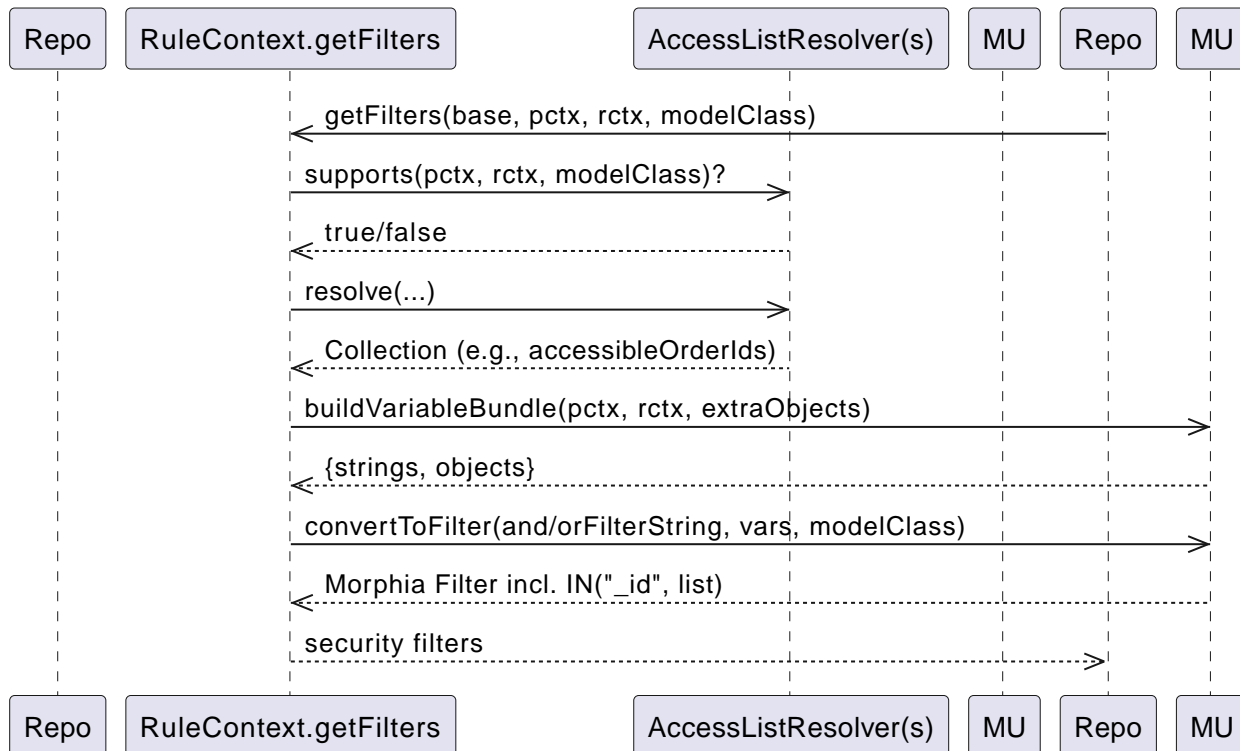 Repo
RuleContext.getFilters
AccessListResolver(s)
MU
Repo
MU
getFilters(base, pctx, rctx, modelClass)
supports(pctx, rctx, modelClass)?
true/false
resolve(...)
Collection (e.g., accessibleOrderIds)
buildVariableBundle(pctx, rctx, extraObjects)
{strings, objects}
convertToFilter(and/orFilterString, vars, modelClass)
Morphia Filter incl. IN("_id", list)
security filters
Repo
RuleContext.getFilters
AccessListResolver(s)
MU
Repo
MU